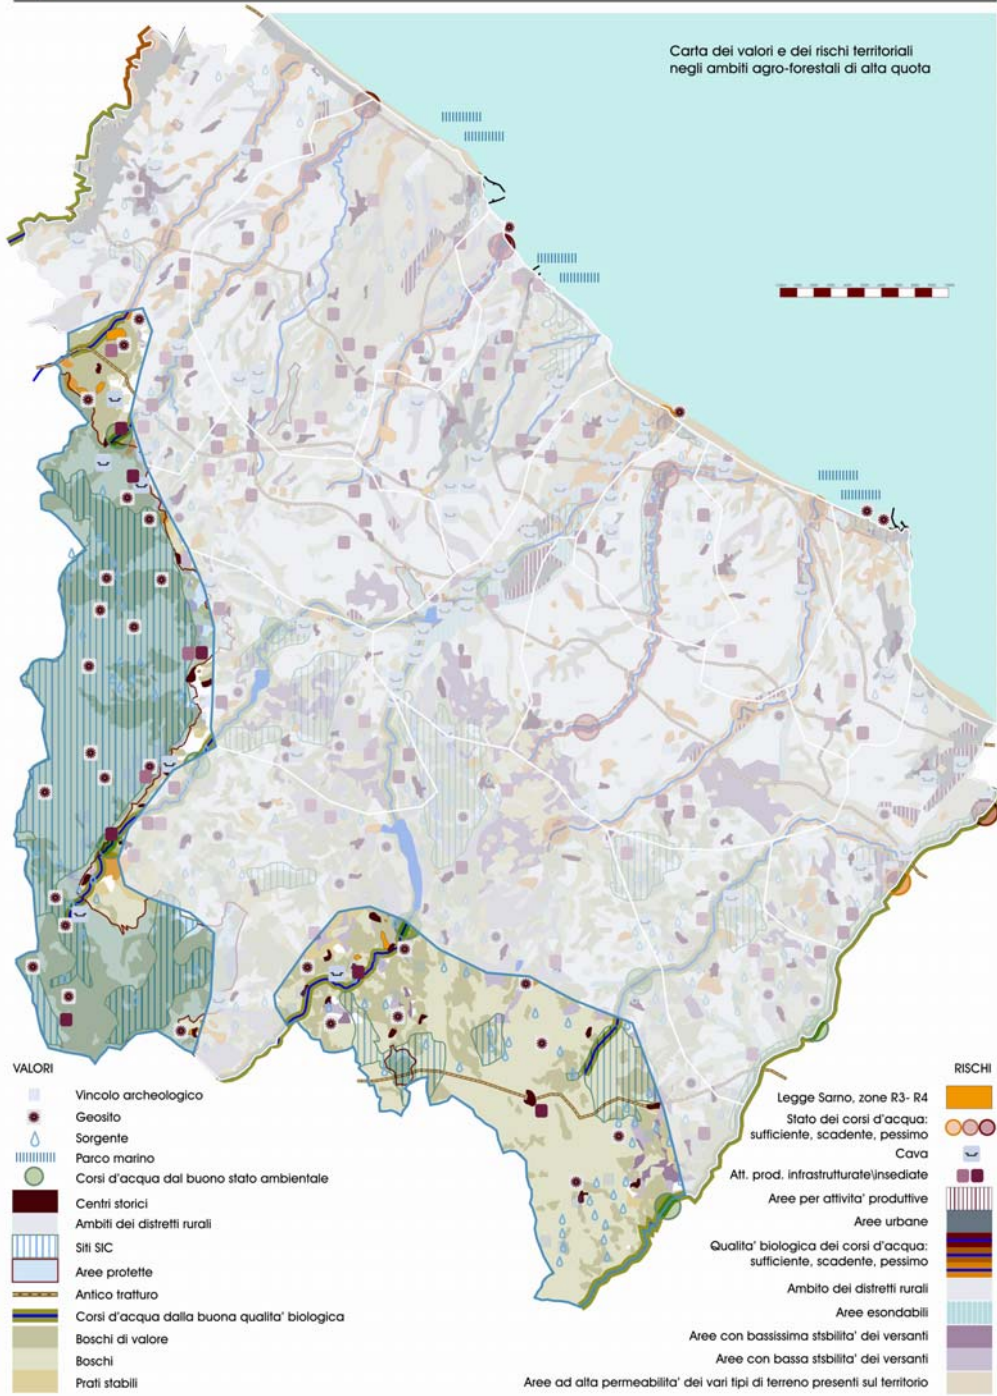 Carta dei valori e dei rischi territoriali
negli ambiti agro-forestali di alta quota
VALORI
Vincolo archeologico
Geosito
Sorgente
Parco marino
Corsi d'acqua dal buono stato ambientale
Centri storici
Ambiti dei distretti rurali
Siti SIC
Aree protette
Antico tratturo
Corsi d'acqua dalla buona qualita' biologica
Boschi di valore
Boschi
Prati stabili
RISCHI
Legge Sarno, zone R3- R4
Stato dei corsi d'acqua:
sufficiente, scadente, pessimo
Cava
Att. prod. infrastrutturate\insediate
Aree per attivita' produttive
Aree urbane
Qualita' biologica dei corsi d'acqua:
sufficiente, scadente, pessimo
Ambito dei distretti rurali
Aree esondabili
Aree con bassissima stsbilita' dei versanti
Aree con bassa stsbilita' dei versanti
Aree ad alta permeabilita' dei vari tipi di terreno presenti sul territorio